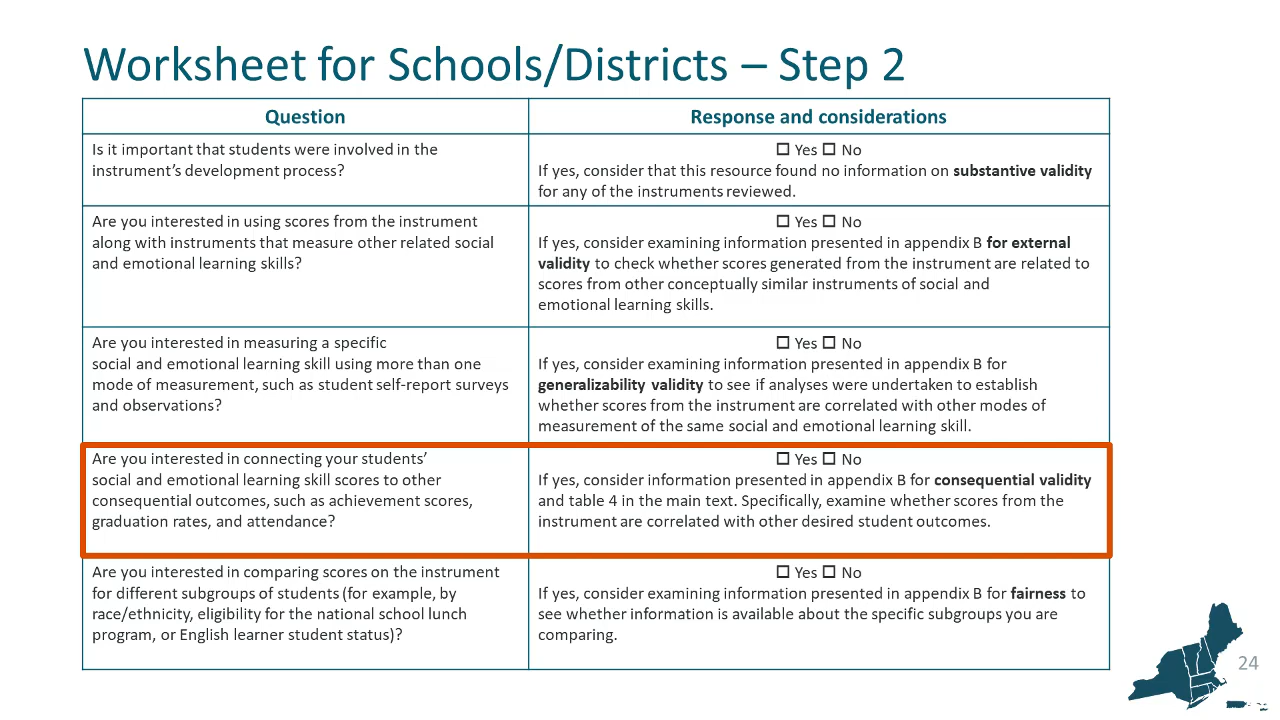 Worksheet for Schools/Districts – Step 2
Question
Response and considerations
Is it important that students were involved in the
instrument's development process?
☐ Yes ☐ No
If yes, consider that this resource found no information on substantive validity
for any of the instruments reviewed.
Are you interested in using scores from the instrument
along with instruments that measure other related social
and emotional learning skills?
☐ Yes ☐ No
If yes, consider examining information presented in appendix B for external
validity to check whether scores generated from the instrument are related to
scores from other conceptually similar instruments of social and
emotional learning skills.
Are you interested in measuring a specific
social and emotional learning skill using more than one
mode of measurement, such as student self-report surveys
and observations?
☐ Yes ☐ No
If yes, consider examining information presented in appendix B for
generalizability validity to see if analyses were undertaken to establish
whether scores from the instrument are correlated with other modes of
measurement of the same social and emotional learning skill.
Are you interested in connecting your students'
social and emotional learning skill scores to other
consequential outcomes, such as achievement scores,
graduation rates, and attendance?
☐ Yes ☐ No
If yes, consider information presented in appendix B for consequential validity
and table 4 in the main text. Specifically, examine whether scores from the
instrument are correlated with other desired student outcomes.
Are you interested in comparing scores on the instrument
for different subgroups of students (for example, by
race/ethnicity, eligibility for the national school lunch
program, or English learner student status)?
☐ Yes ☐ No
If yes, consider examining information presented in appendix B for fairness to
see whether information is available about the specific subgroups you are
comparing.
24